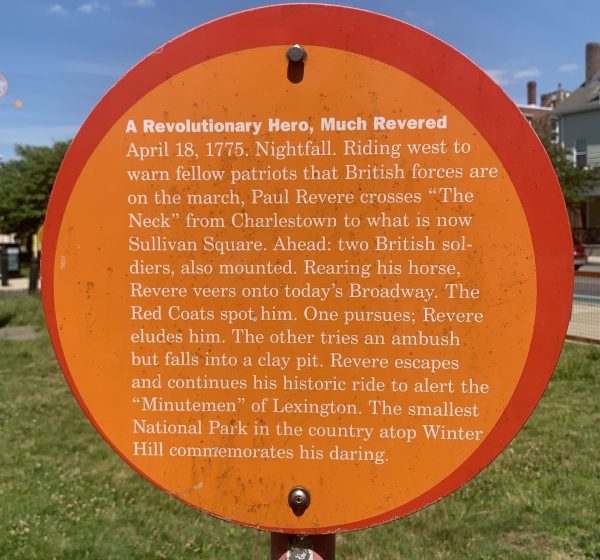 A Revolutionary Hero, Much Revered
April 18, 1775. Nightfall. Riding west to
warn fellow patriots that British forces are
on the march, Paul Revere crosses “The
Neck” from Charlestown to what is now
Sullivan Square. Ahead: two British sol-
diers, also mounted. Rearing his horse,
Revere veers onto today’s Broadway. The
Red Coats spot him. One pursues; Revere
eludes him. The other tries an ambush
but falls into a clay pit. Revere escapes
and continues his historic ride to alert the
“Minutemen” of Lexington. The smallest
National Park in the country atop Winter
Hill commemorates his daring.